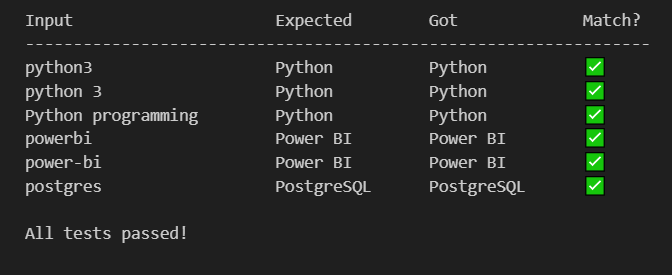 Input Expected Got Match?
-----------------------------------------------------------------
python3 Python Python ✅
python 3 Python Python ✅
Python programming Python Python ✅
powerbi Power BI Power BI ✅
power-bi Power BI Power BI ✅
postgres PostgreSQL PostgreSQL ✅
All tests passed!